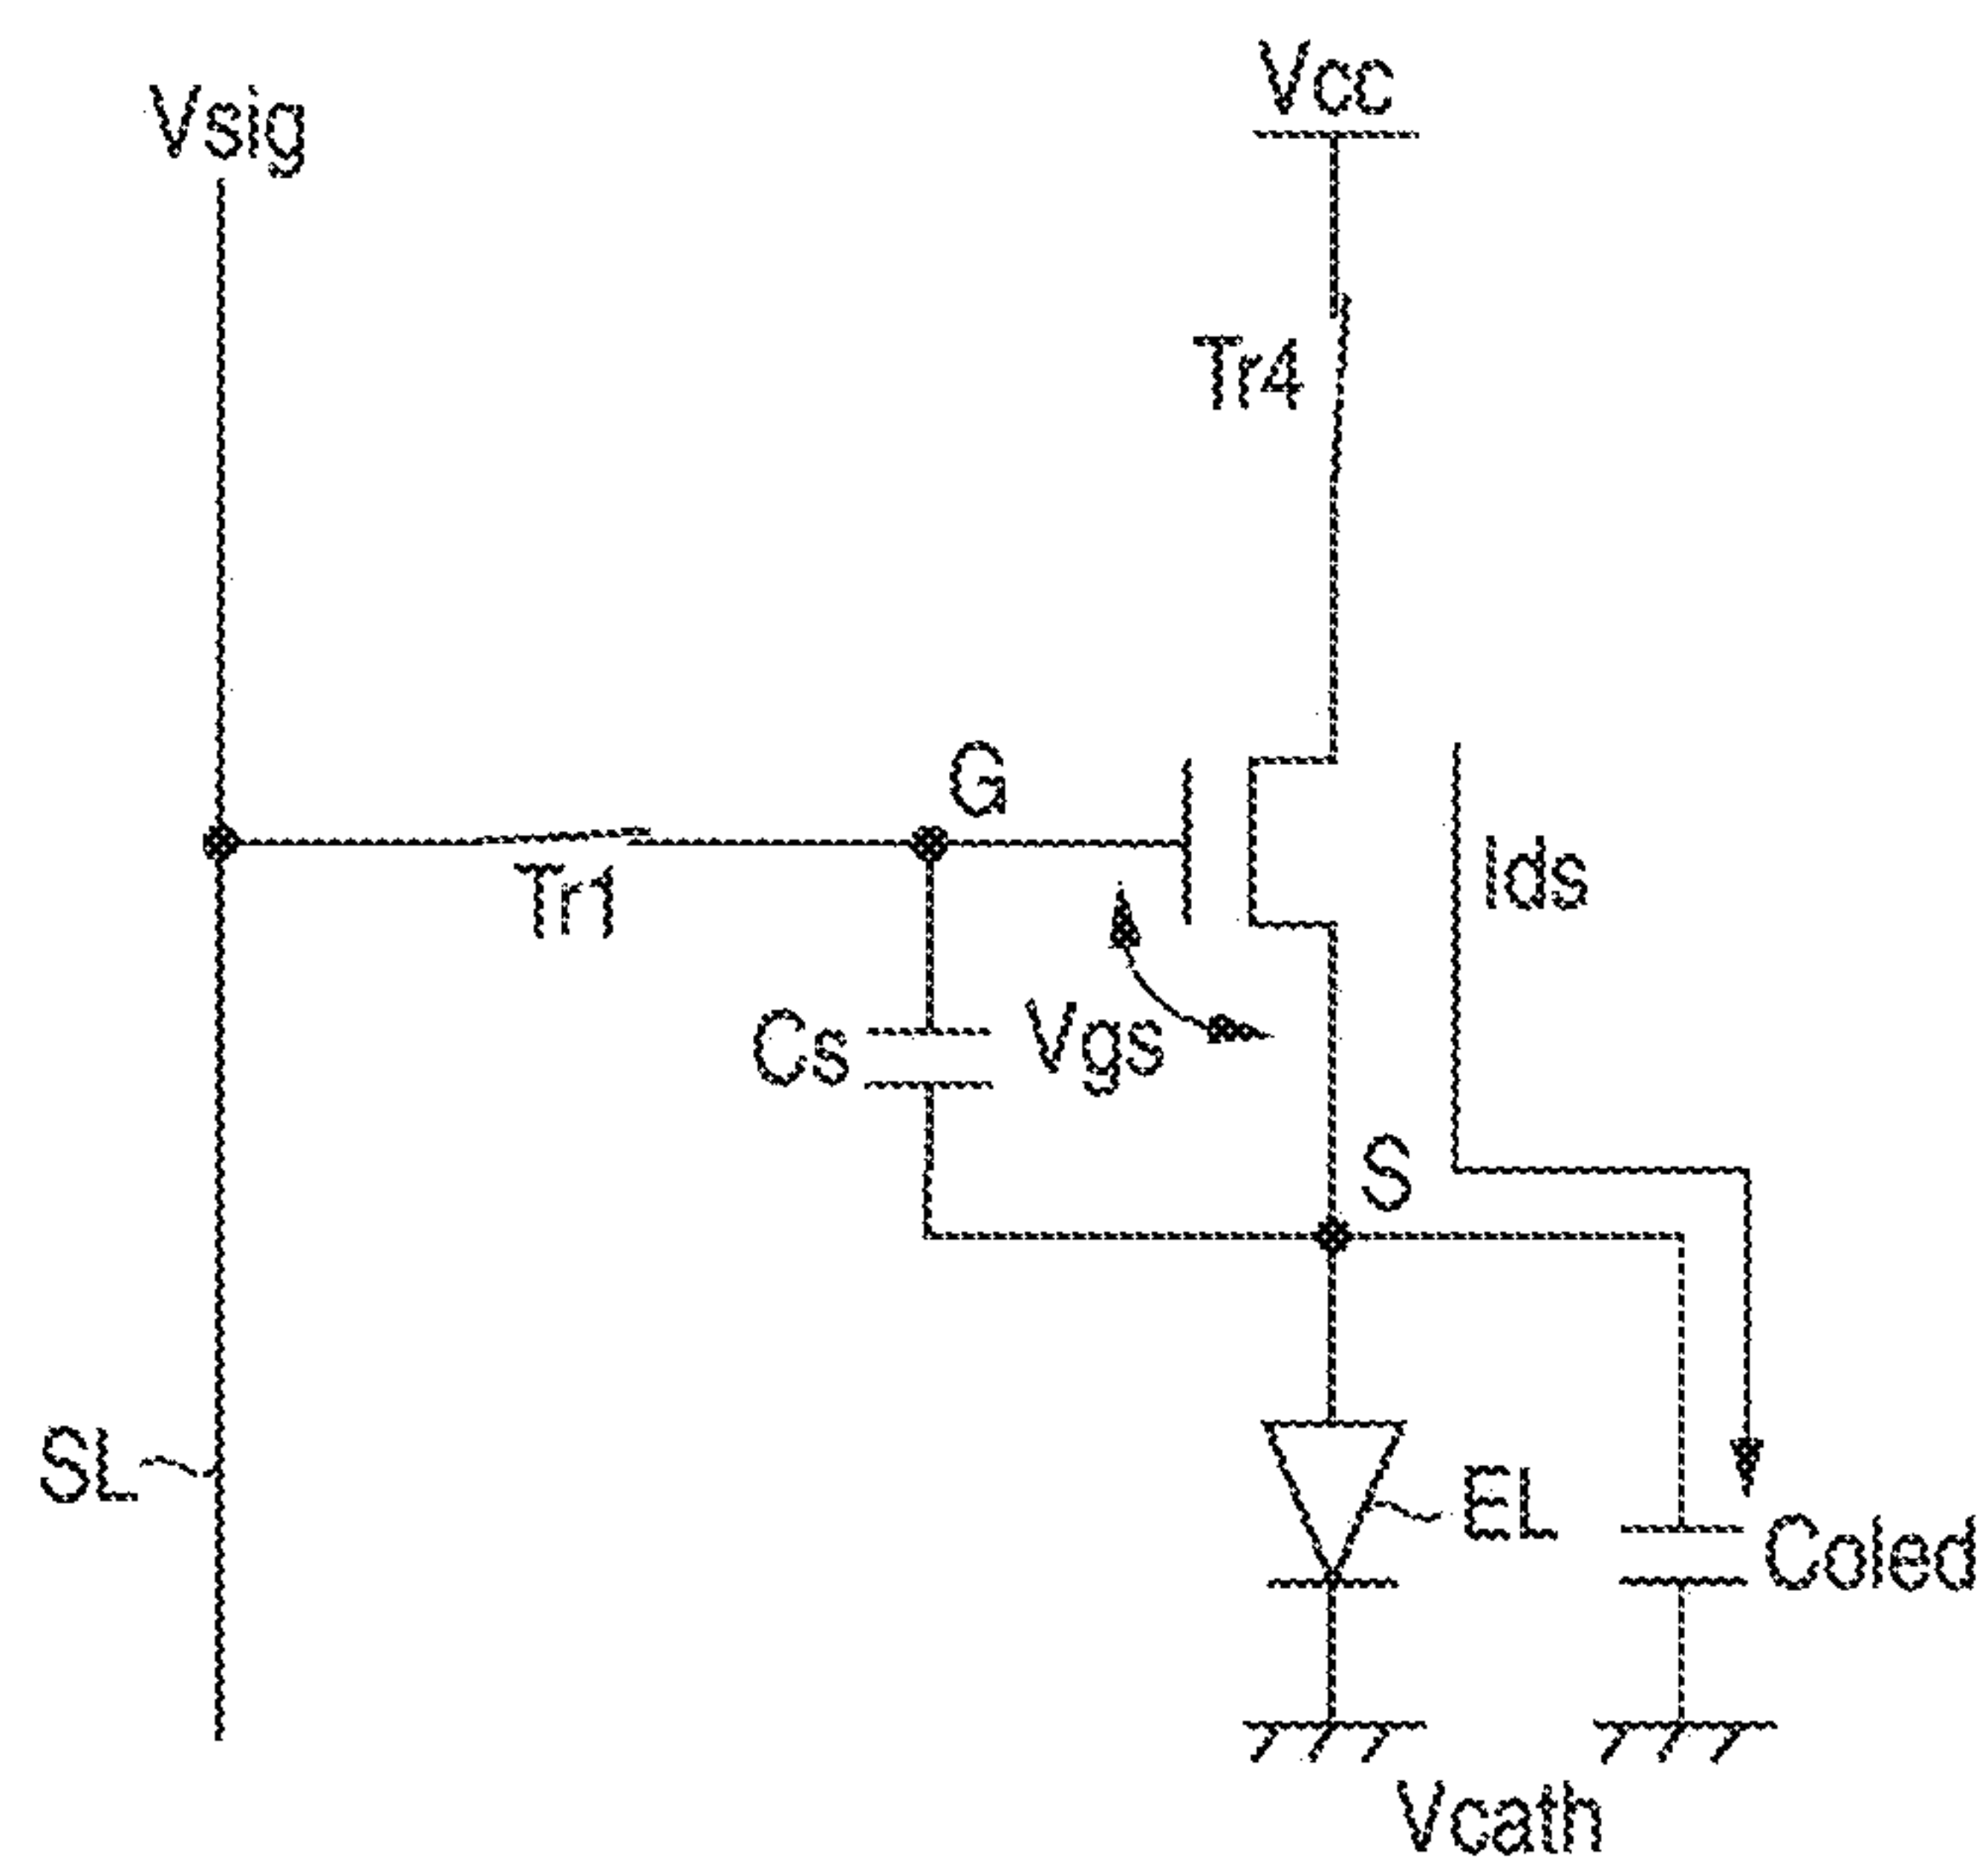 Vsig
Vcc
Tr4
G
Ids
Tr1
Cs
Vgs
S
SL
EL
Coled
Vcath